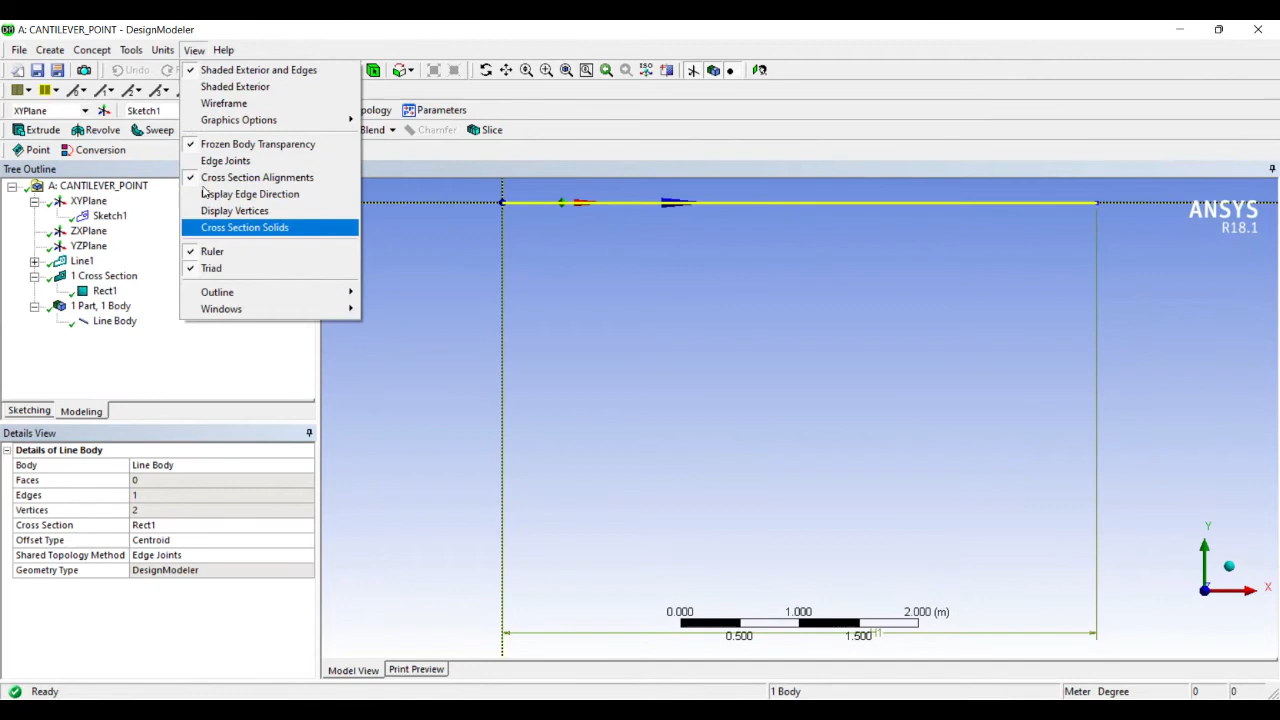 A: CANTILEVER_POINT - DesignModeler
File Create Concept Tools Units View Help
Undo
XYPlane Sketch1
Parameters
Extrude Revolve Sweep Blend Chamfer Slice
Point Conversion
Shaded Exterior and Edges
Shaded Exterior
Wireframe
Graphics Options
Frozen Body Transparency
Edge Joints
Cross Section Alignments
Display Edge Direction
Display Vertices
Cross Section Solids
Ruler
Triad
Outline
Windows
Tree Outline
A: CANTILEVER_POINT
XYPlane
Sketch1
ZXPlane
YZPlane
Line1
1 Cross Section
Rect1
1 Part, 1 Body
Line Body
Sketching Modeling
Details View
Details of Line Body
Body Line Body
Faces 0
Edges 1
Vertices 2
Cross Section Rect1
Offset Type Centroid
Shared Topology Method Edge Joints
Geometry Type DesignModeler
ANSYS
R18.1
Y
X
0.000 1.000 2.000 (m)
0.500 1.500
H1
Model View Print Preview
Ready 1 Body Meter Degree 0 0